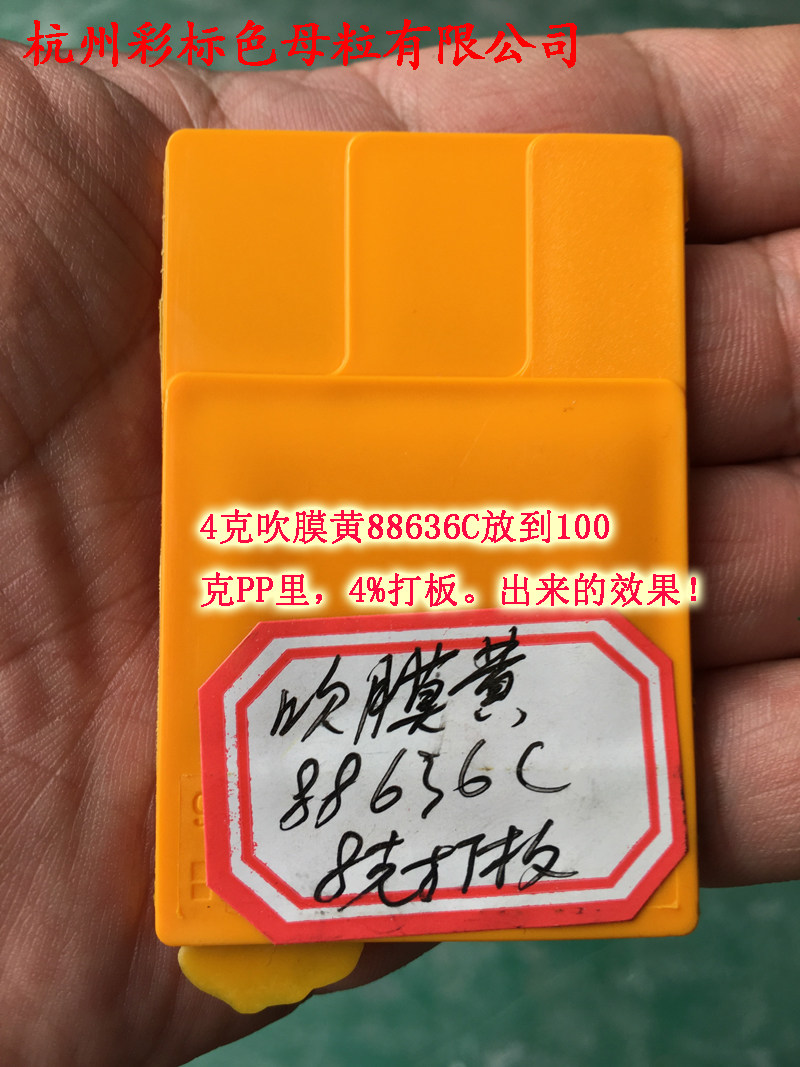 杭州彩标色母粒有限公司
4克吹膜黄88636C放到100
克PP里，4%打板。出来的效果！
吹膜黄
88636C
8克打板